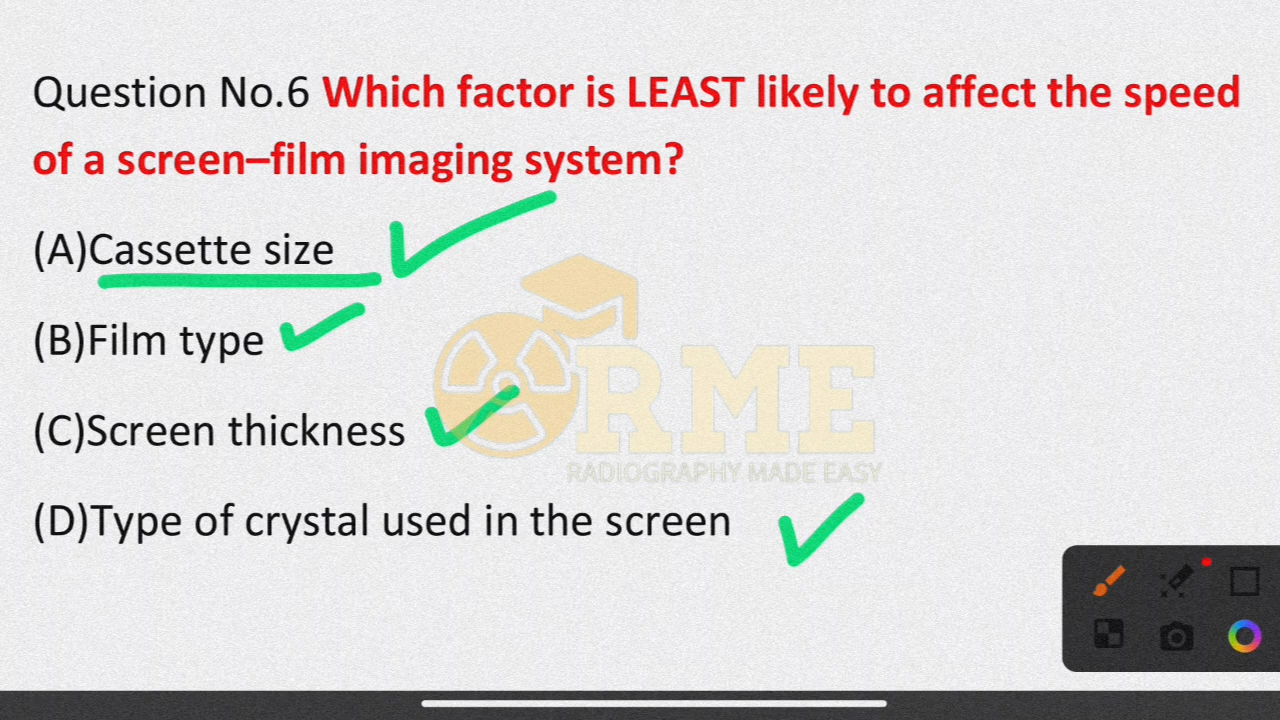 Question No.6 Which factor is LEAST likely to affect the speed
of a screen–film imaging system?
(A)Cassette size
(B)Film type
(C)Screen thickness
(D)Type of crystal used in the screen
RME
RADIOGRAPHY MADE EASY